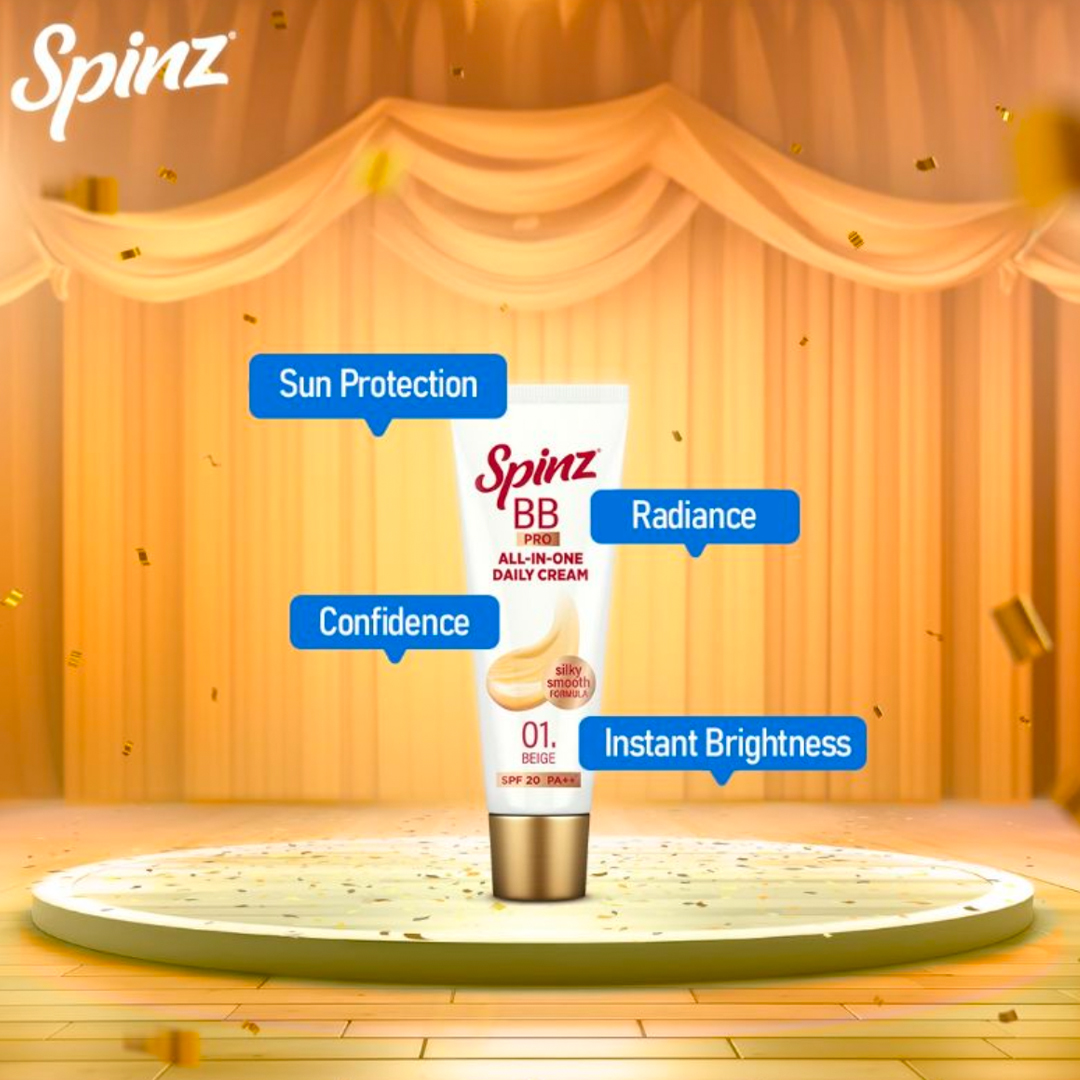 Spinz
Sun Protection
Spinz
BB
PRO
ALL-IN-ONE
DAILY CREAM
Radiance
Confidence
silky
smooth
FORMULA
01.
BEIGE
Instant Brightness
SPF 20 PA++